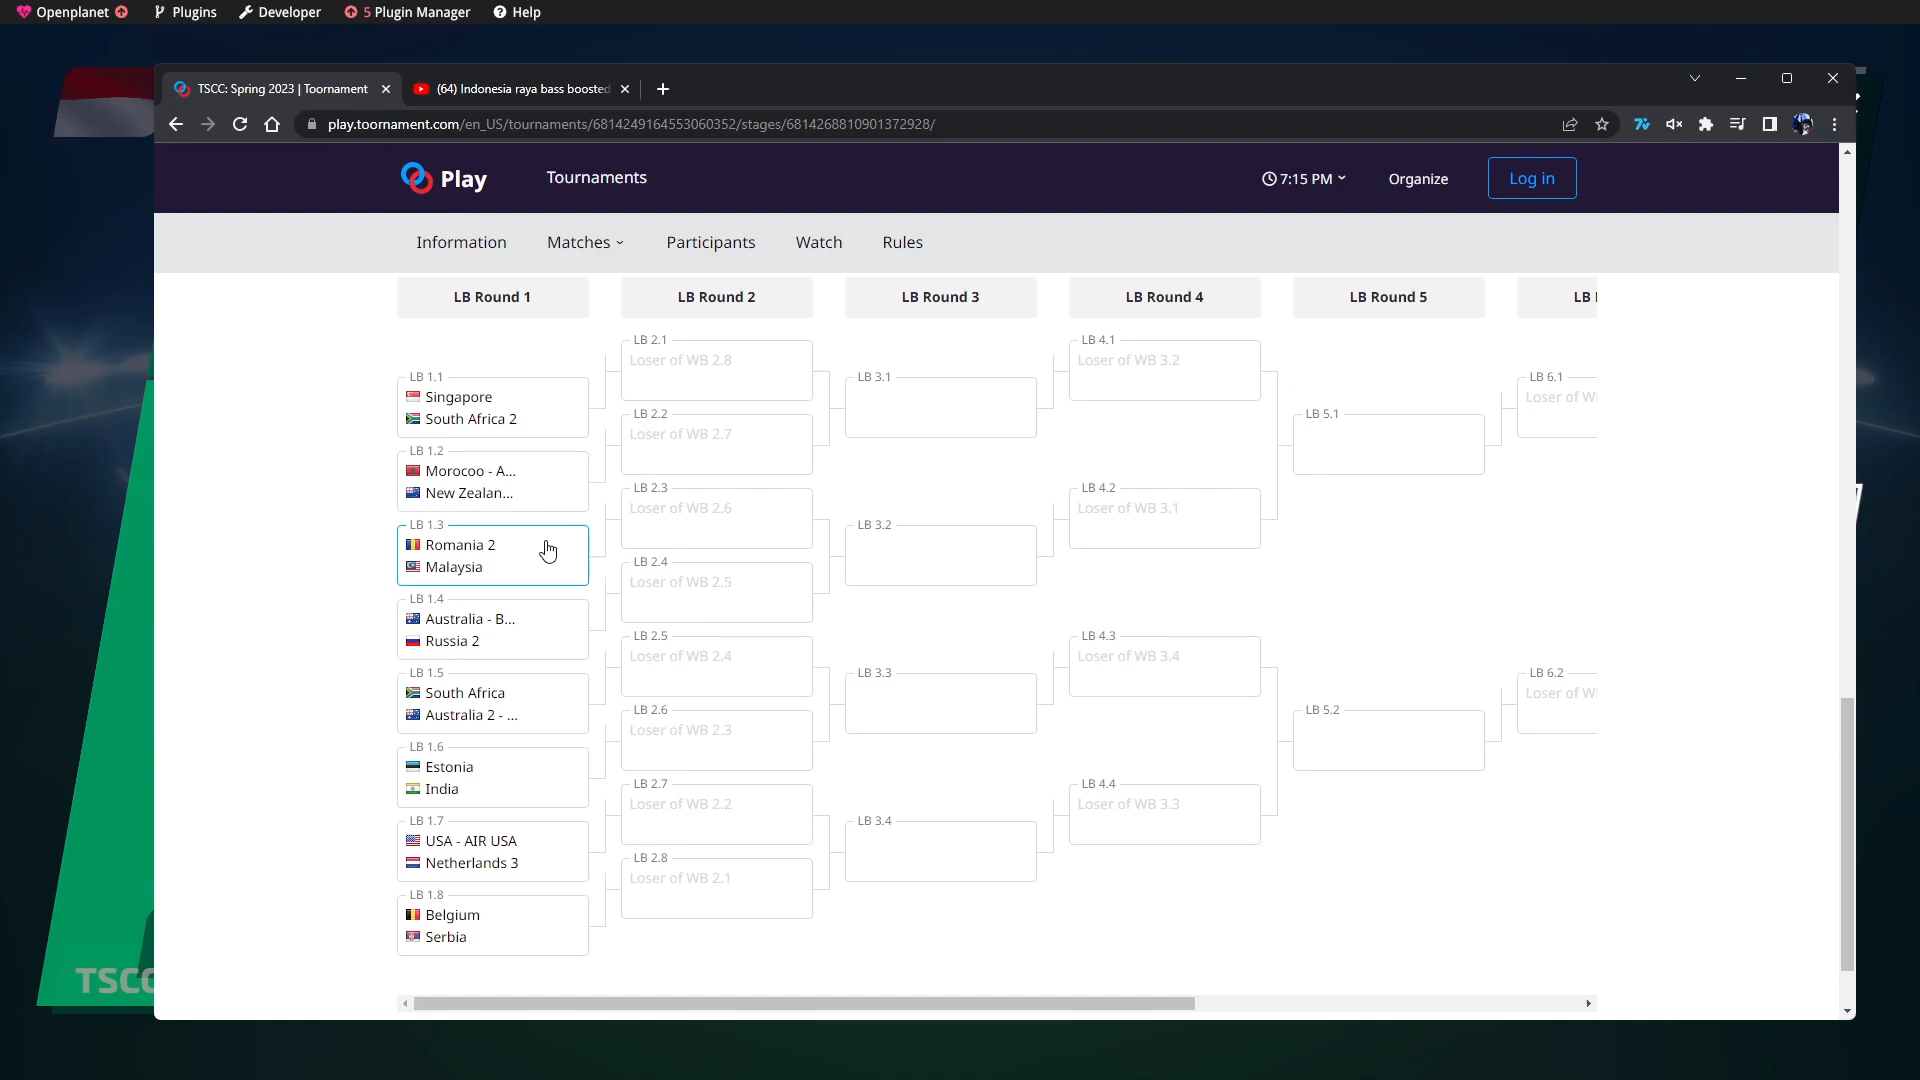 Openplanet Plugins Developer 5 Plugin Manager Help
TSCC: Spring 2023 | Toornament (64) Indonesia raya bass boosted
play.toornament.com/en_US/tournaments/6814249164553060352/stages/6814268810901372928/
Play Tournaments 7:15 PM Organize Log in
Information Matches Participants Watch Rules
LB Round 1 LB Round 2 LB Round 3 LB Round 4 LB Round 5 LB
LB 1.1
Singapore
South Africa 2
LB 1.2
Morocoo - A...
New Zealan...
LB 1.3
Romania 2
Malaysia
LB 1.4
Australia - B...
Russia 2
LB 1.5
South Africa
Australia 2 - ...
LB 1.6
Estonia
India
LB 1.7
USA - AIR USA
Netherlands 3
LB 1.8
Belgium
Serbia
LB 2.1
Loser of WB 2.8
LB 2.2
Loser of WB 2.7
LB 2.3
Loser of WB 2.6
LB 2.4
Loser of WB 2.5
LB 2.5
Loser of WB 2.4
LB 2.6
Loser of WB 2.3
LB 2.7
Loser of WB 2.2
LB 2.8
Loser of WB 2.1
LB 3.1
LB 3.2
LB 3.3
LB 3.4
LB 4.1
Loser of WB 3.2
LB 4.2
Loser of WB 3.1
LB 4.3
Loser of WB 3.4
LB 4.4
Loser of WB 3.3
LB 5.1
LB 5.2
LB 6.1
Loser of W
LB 6.2
Loser of W
TSCC